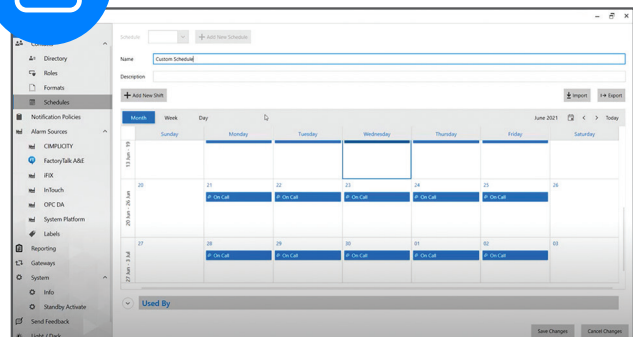 Schedule
+ Add New Schedule
Directory
Name
Custom Schedule
Roles
Description
Formats
+ Add New Shift
Import
Export
Schedules
Notification Policies
Month
Week
Day
June 2021
Today
Alarm Sources
Sunday
Monday
Tuesday
Wednesday
Thursday
Friday
Saturday
CIMPLICITY
13 Jun - 19
FactoryTalk A&E
iFIX
20
21
22
23
24
25
26
InTouch
On Call
On Call
On Call
On Call
On Call
OPC DA
20 Jun - 26 Jun
System Platform
Labels
27
28
29
30
01
02
03
Reporting
On Call
On Call
On Call
On Call
On Call
27 Jun - 3 Jul
Gateways
System
Info
Used By
Standby Activate
Send Feedback
Save Changes
Cancel Changes
Light / Dark